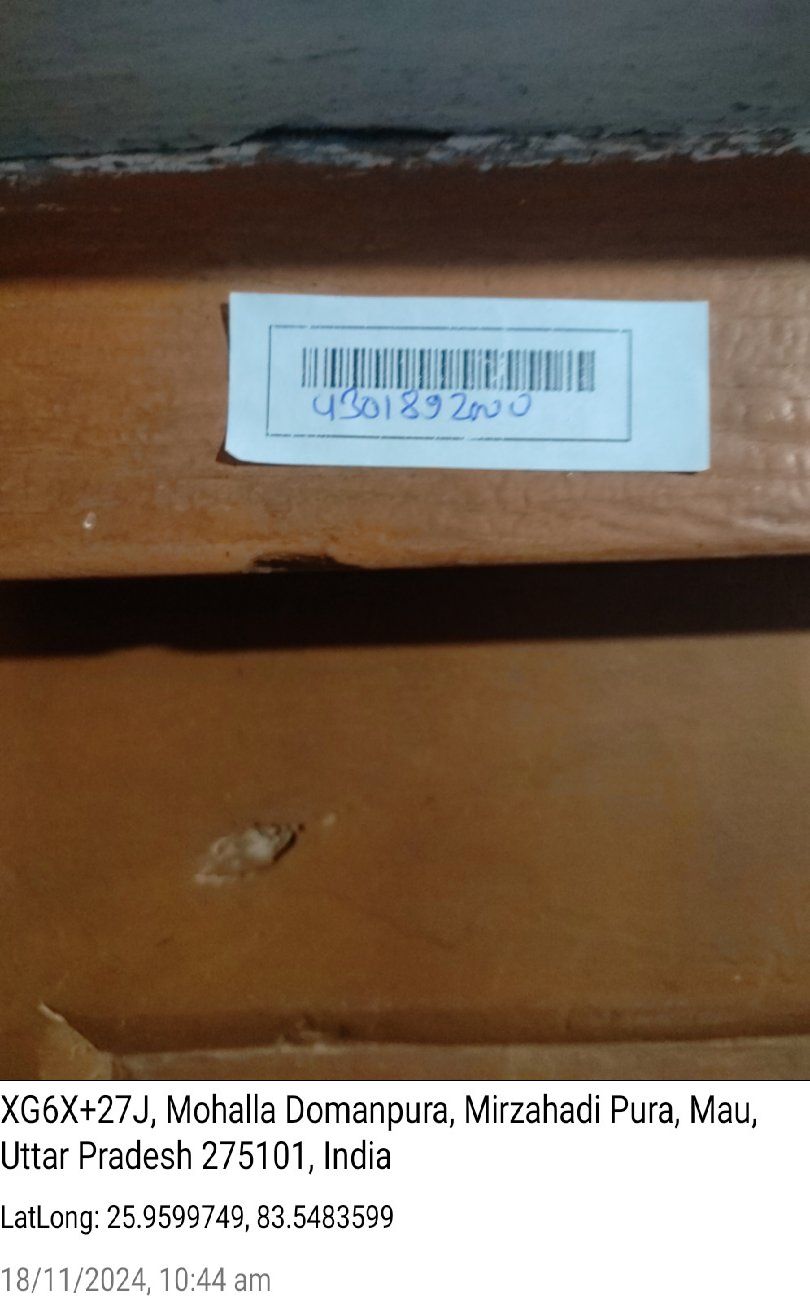 4301892000
XG6X+27J, Mohalla Domanpura, Mirzahadi Pura, Mau,
Uttar Pradesh 275101, India
LatLong: 25.9599749, 83.5483599
18/11/2024, 10:44 am